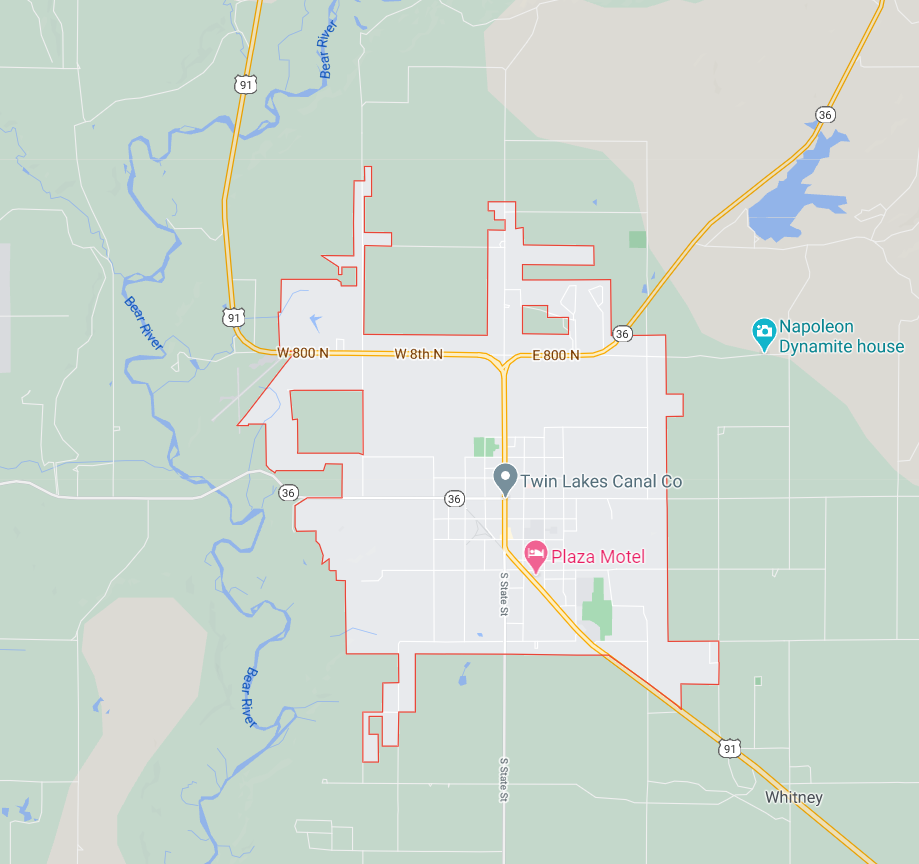 Bear River
91
36
91
Bear River
36
Napoleon
Dynamite house
W 800 N
W 8th N
E 800 N
Twin Lakes Canal Co
36
36
Plaza Motel
S State St
Bear River
91
S State St
Whitney